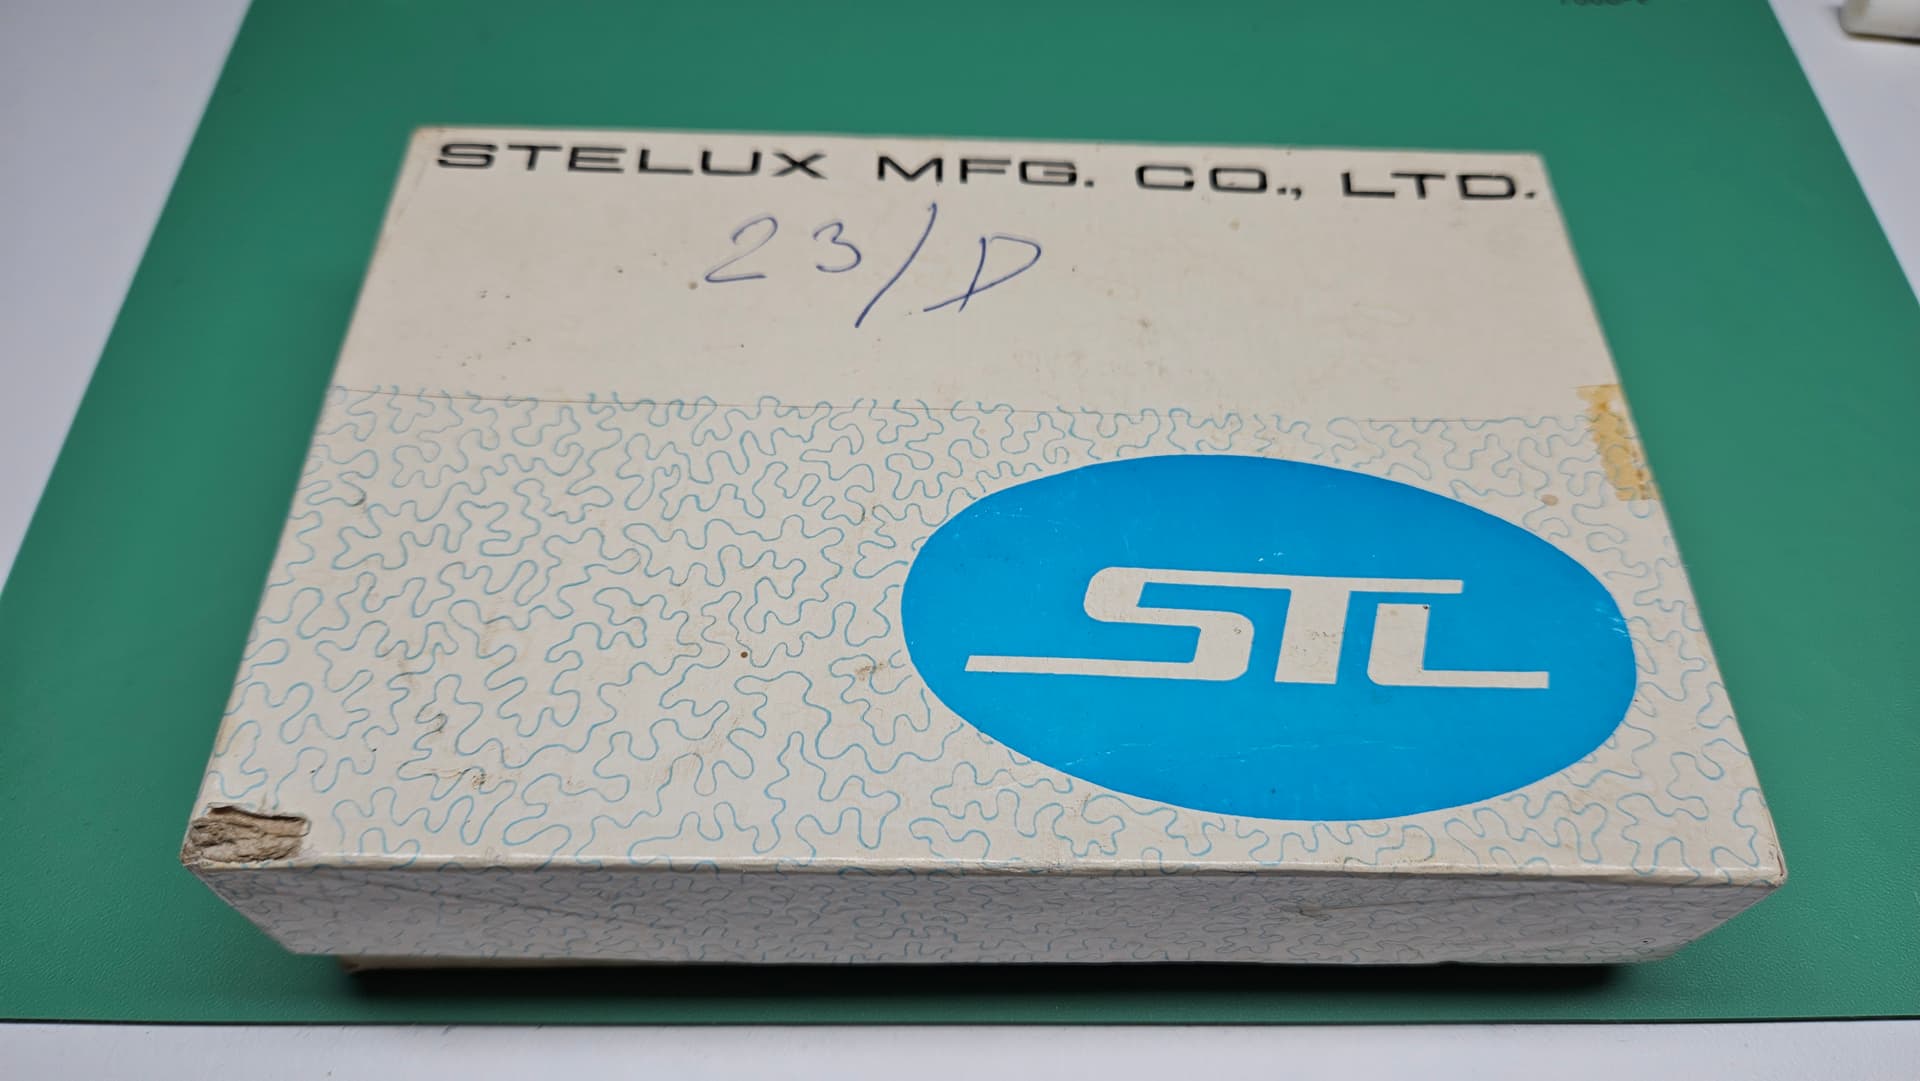 STELUX MFG. CO., LTD.
23/D
STL